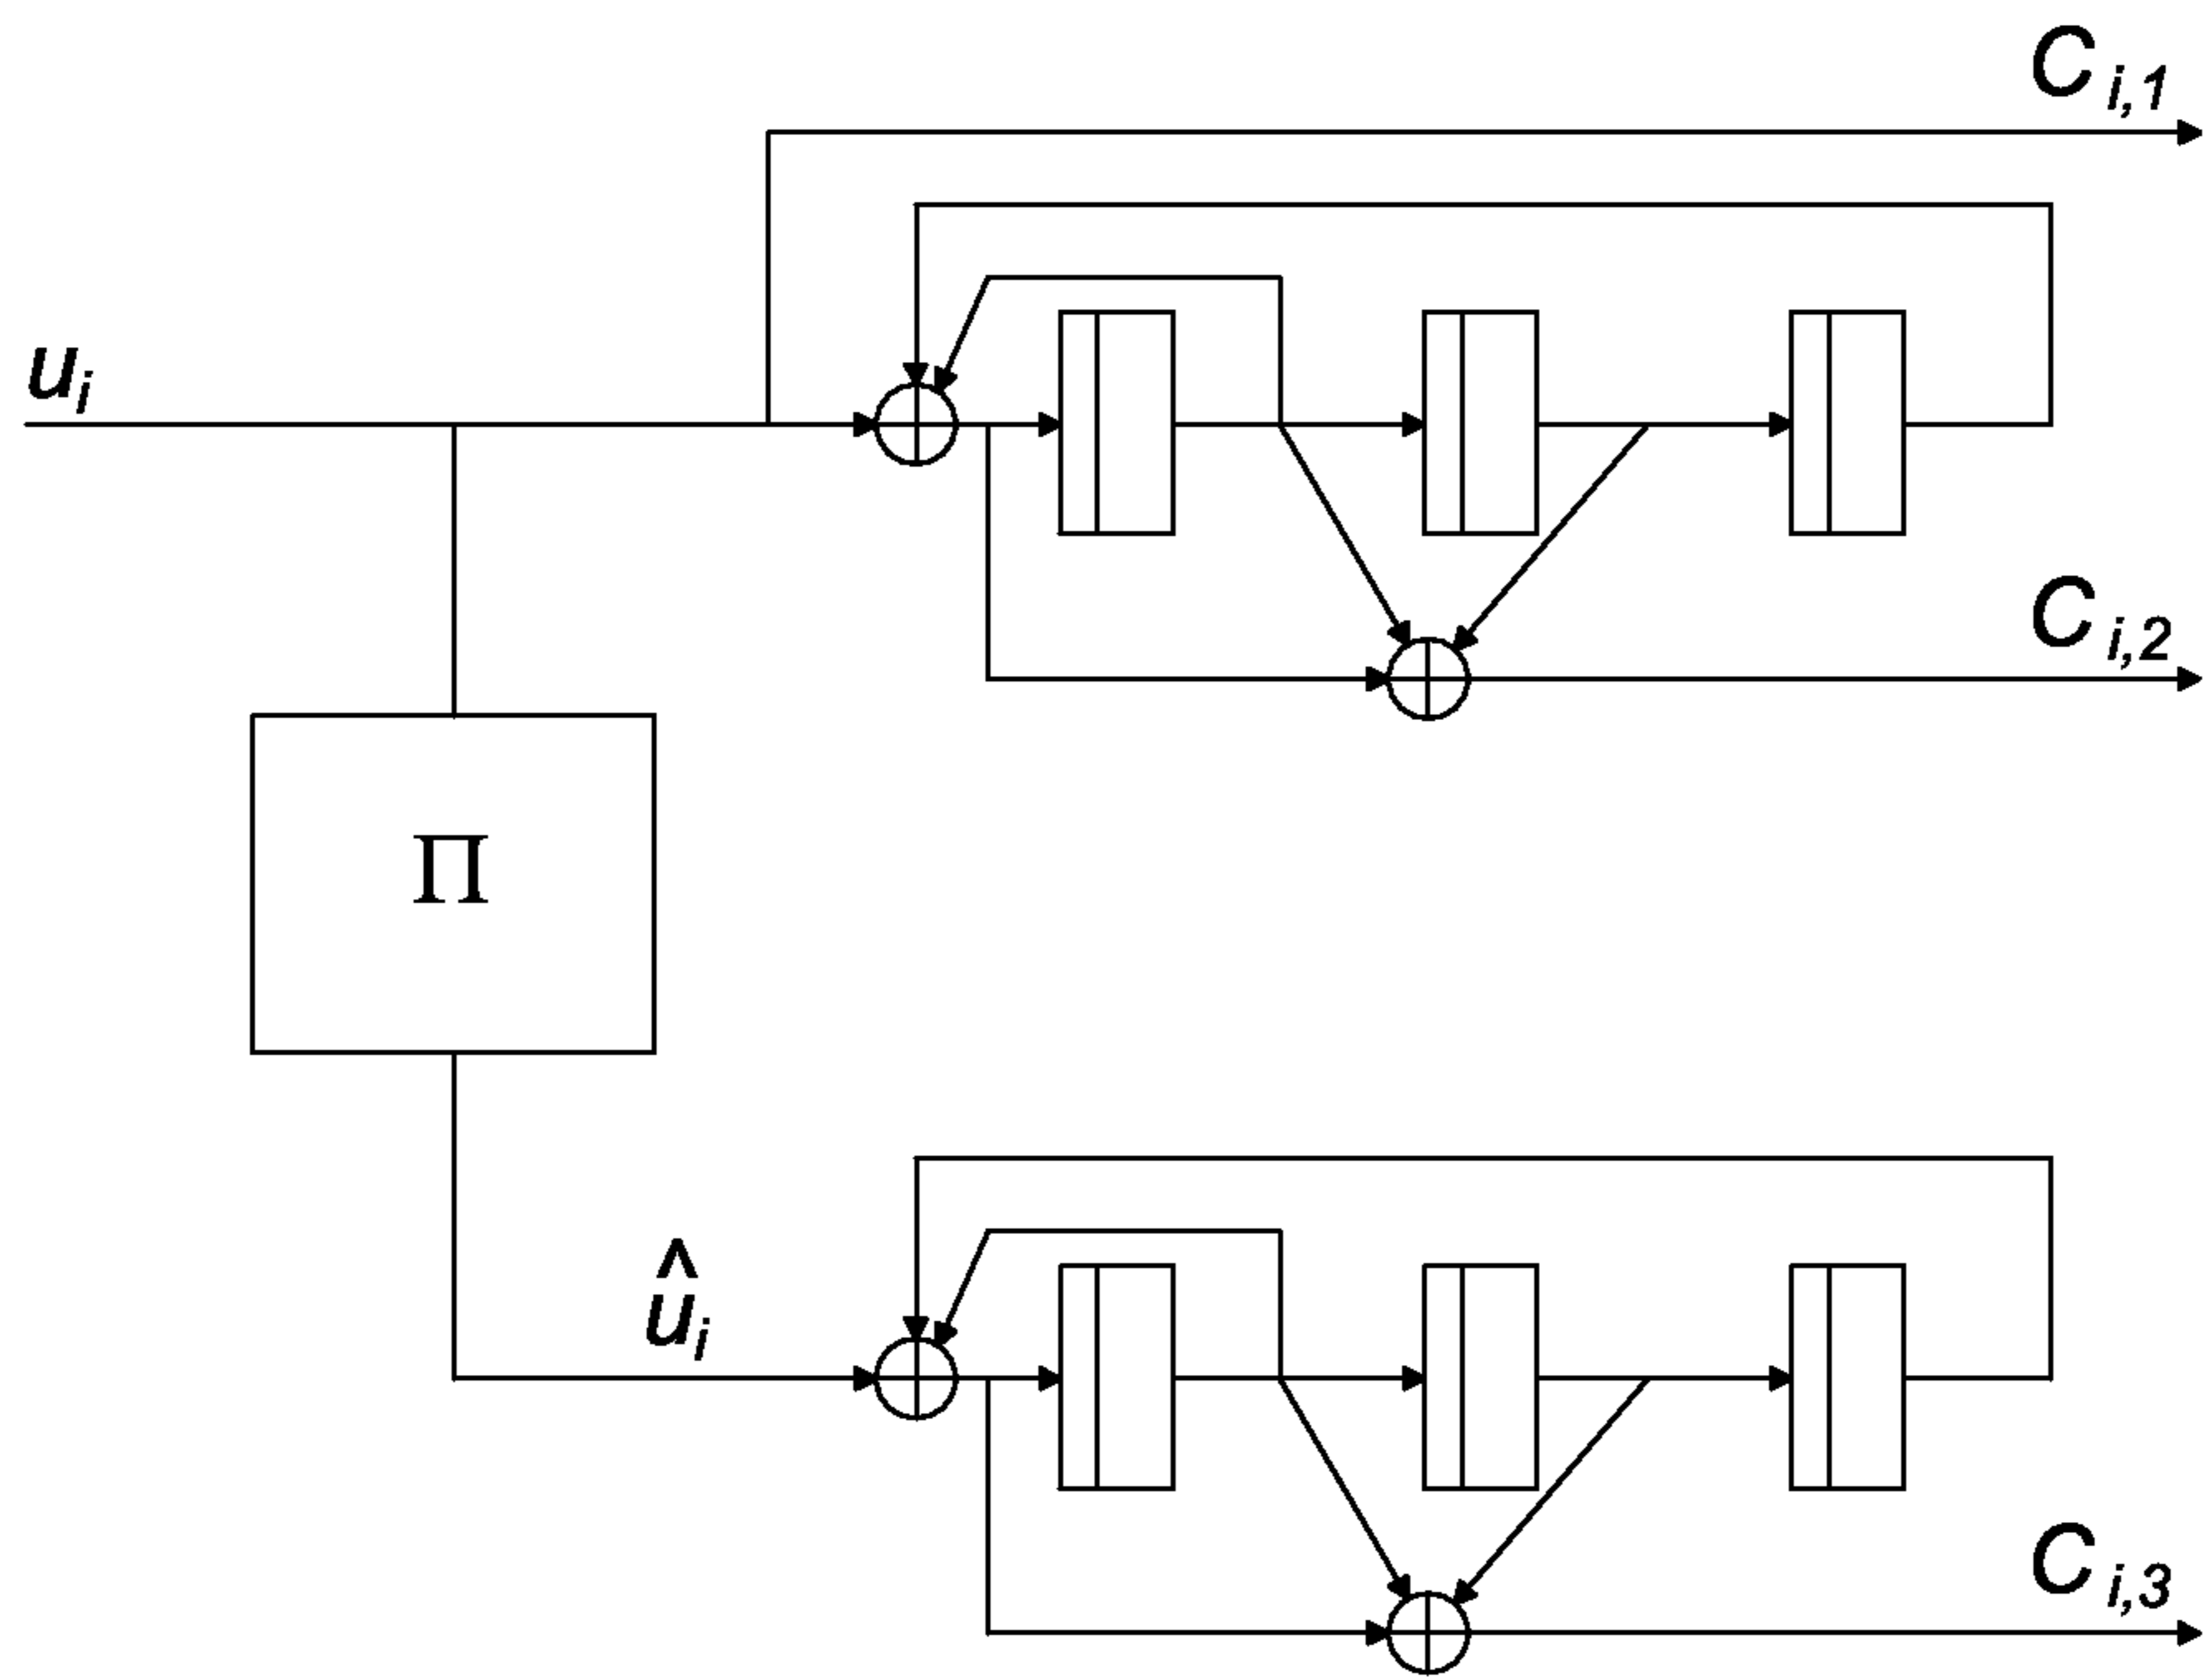 C i,1
u i
C i,2
Π
û i
C i,3